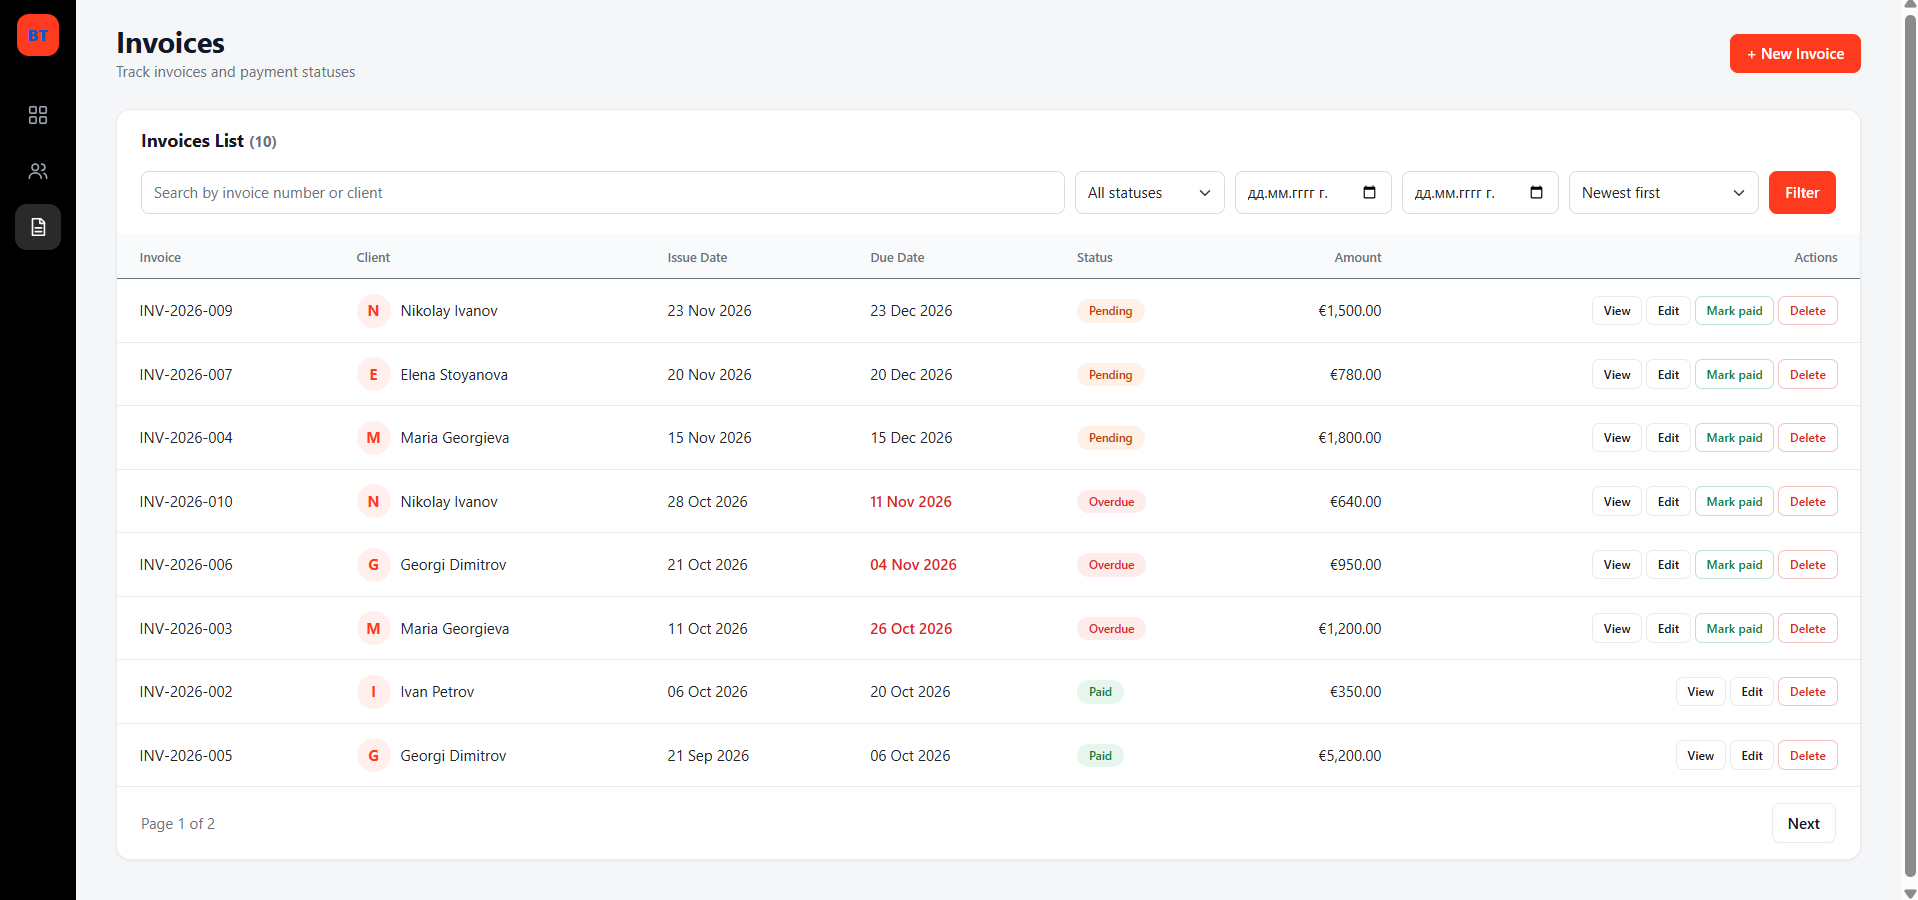 BT
Invoices
Track invoices and payment statuses
+ New Invoice
Invoices List (10)
Search by invoice number or client
All statuses
дд.мм.гггг г.
дд.мм.гггг г.
Newest first
Filter
Invoice Client Issue Date Due Date Status Amount Actions
INV-2026-009 N Nikolay Ivanov 23 Nov 2026 23 Dec 2026 Pending €1,500.00 View Edit Mark paid Delete
INV-2026-007 E Elena Stoyanova 20 Nov 2026 20 Dec 2026 Pending €780.00 View Edit Mark paid Delete
INV-2026-004 M Maria Georgieva 15 Nov 2026 15 Dec 2026 Pending €1,800.00 View Edit Mark paid Delete
INV-2026-010 N Nikolay Ivanov 28 Oct 2026 11 Nov 2026 Overdue €640.00 View Edit Mark paid Delete
INV-2026-006 G Georgi Dimitrov 21 Oct 2026 04 Nov 2026 Overdue €950.00 View Edit Mark paid Delete
INV-2026-003 M Maria Georgieva 11 Oct 2026 26 Oct 2026 Overdue €1,200.00 View Edit Mark paid Delete
INV-2026-002 I Ivan Petrov 06 Oct 2026 20 Oct 2026 Paid €350.00 View Edit Delete
INV-2026-005 G Georgi Dimitrov 21 Sep 2026 06 Oct 2026 Paid €5,200.00 View Edit Delete
Page 1 of 2
Next